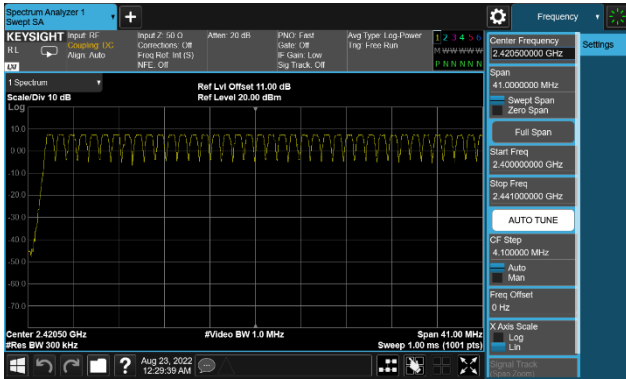 Spectrum Analyzer 1
Swept SA
+
Frequency
KEYSIGHT
Input: RF
Coupling: DC
Align: Auto
Input Z: 50 Ω
Corrections: Off
Freq Ref: Int (S)
NFE: Off
Atten: 20 dB
PNO: Fast
Gate: Off
IF Gain: Low
Sig Track: Off
Avg Type: Log-Power
Trig: Free Run
1 2 3 4 5 6
M W W W W W
P N N N N N
R L
LXI
Center Frequency
2.420500000 GHz
Settings
Span
41.0000000 MHz
Swept Span
Zero Span
Full Span
Start Freq
2.400000000 GHz
Stop Freq
2.441000000 GHz
AUTO TUNE
CF Step
4.100000 MHz
Auto
Man
Freq Offset
0 Hz
X Axis Scale
Log
Lin
Signal Track
(Span Zoom)
1 Spectrum
Scale/Div 10 dB
Log
Ref Lvl Offset 11.00 dB
Ref Level 20.00 dBm
10.0
0.00
-10.0
-20.0
-30.0
-40.0
-50.0
-60.0
-70.0
Center 2.42050 GHz
#Res BW 300 kHz
#Video BW 1.0 MHz
Span 41.00 MHz
Sweep 1.00 ms (1001 pts)
?
Aug 23, 2022
12:29:39 AM